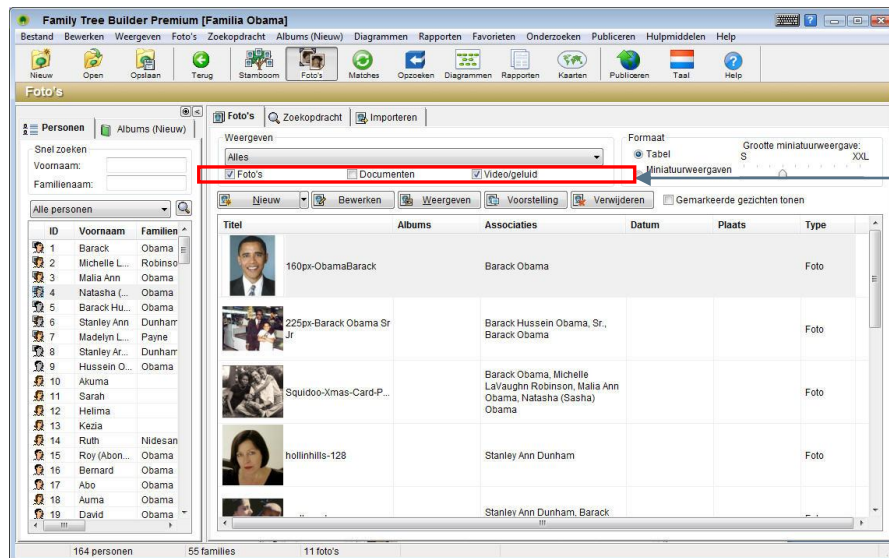 Family Tree Builder Premium [Familia Obama]
Bestand Bewerken Weergeven Foto's Zoekopdracht Albums (Nieuw) Diagrammen Rapporten Favorieten Onderzoeken Publiceren Hulpmiddelen Help
Nieuw Open Opslaan Terug Stamboom Foto's Matches Opzoeken Diagrammen Rapporten Kaarten Publiceren Taal Help
Foto's
Personen Albums (Nieuw)
Snel zoeken
Voornaam:
Familienaam:
Alle personen
ID Voornaam Familien
1 Barack Obama
2 Michelle L... Robinso
3 Malia Ann Obama
4 Natasha (... Obama
5 Barack Hu... Obama
6 Stanley Ann Dunham
7 Madelyn L... Payne
8 Stanley Ar... Dunham
9 Hussein O... Obama
10 Akuma
11 Sarah
12 Helima
13 Kezia
14 Ruth Nidesan
15 Roy (Abon... Obama
16 Bernard Obama
17 Abo Obama
18 Auma Obama
19 David Obama
Foto's Zoekopdracht Importeren
Weergeven
Alles
Foto's Documenten Video/geluid
Formaat
Tabel
Miniatuurweergaven
Grootte miniatuurweergave:
S XXL
Nieuw Bewerken Weergeven Voorstelling Verwijderen Gemarkeerde gezichten tonen
Titel Albums Associaties Datum Plaats Type
160px-ObamaBarack Barack Obama Foto
225px-Barack Obama Sr
Jr
Barack Hussein Obama, Sr.,
Barack Obama
Foto
Squidoo-Xmas-Card-P...
Barack Obama, Michelle
LaVaughn Robinson, Malia Ann
Obama, Natasha (Sasha)
Obama
Foto
hollinhills-128 Stanley Ann Dunham Foto
Stanley Ann Dunham, Barack
164 personen 55 families 11 foto's